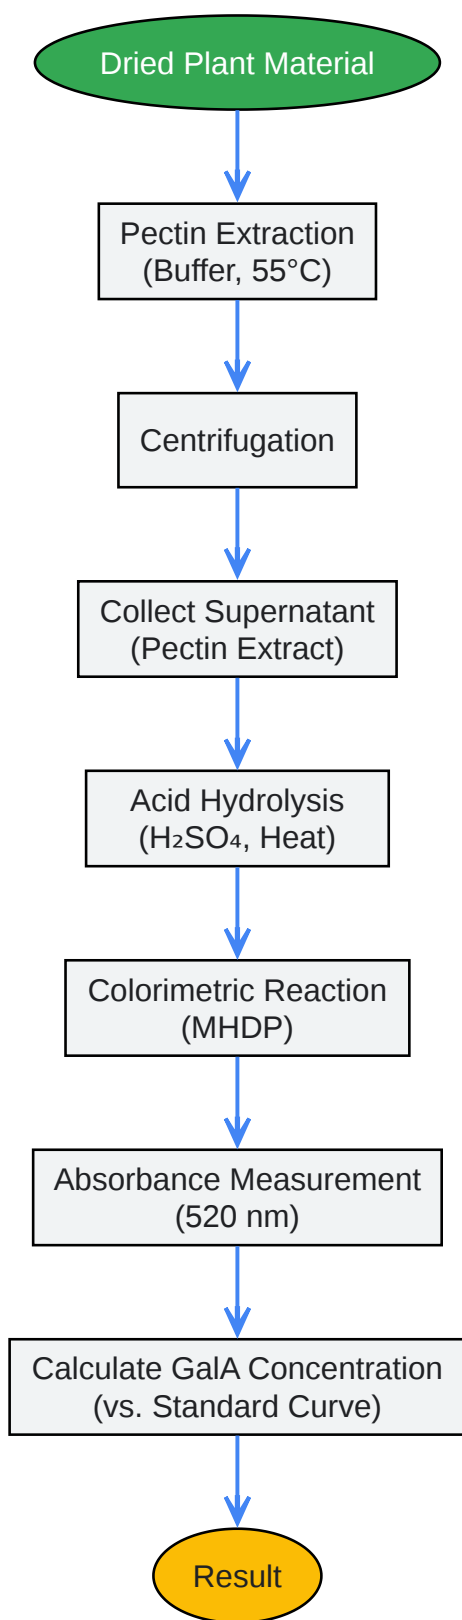 Dried Plant Material
Pectin Extraction
(Buffer, 55°C)
Centrifugation
Collect Supernatant
(Pectin Extract)
Acid Hydrolysis
(H₂SO₄, Heat)
Colorimetric Reaction
(MHDP)
Absorbance Measurement
(520 nm)
Calculate GalA Concentration
(vs. Standard Curve)
Result